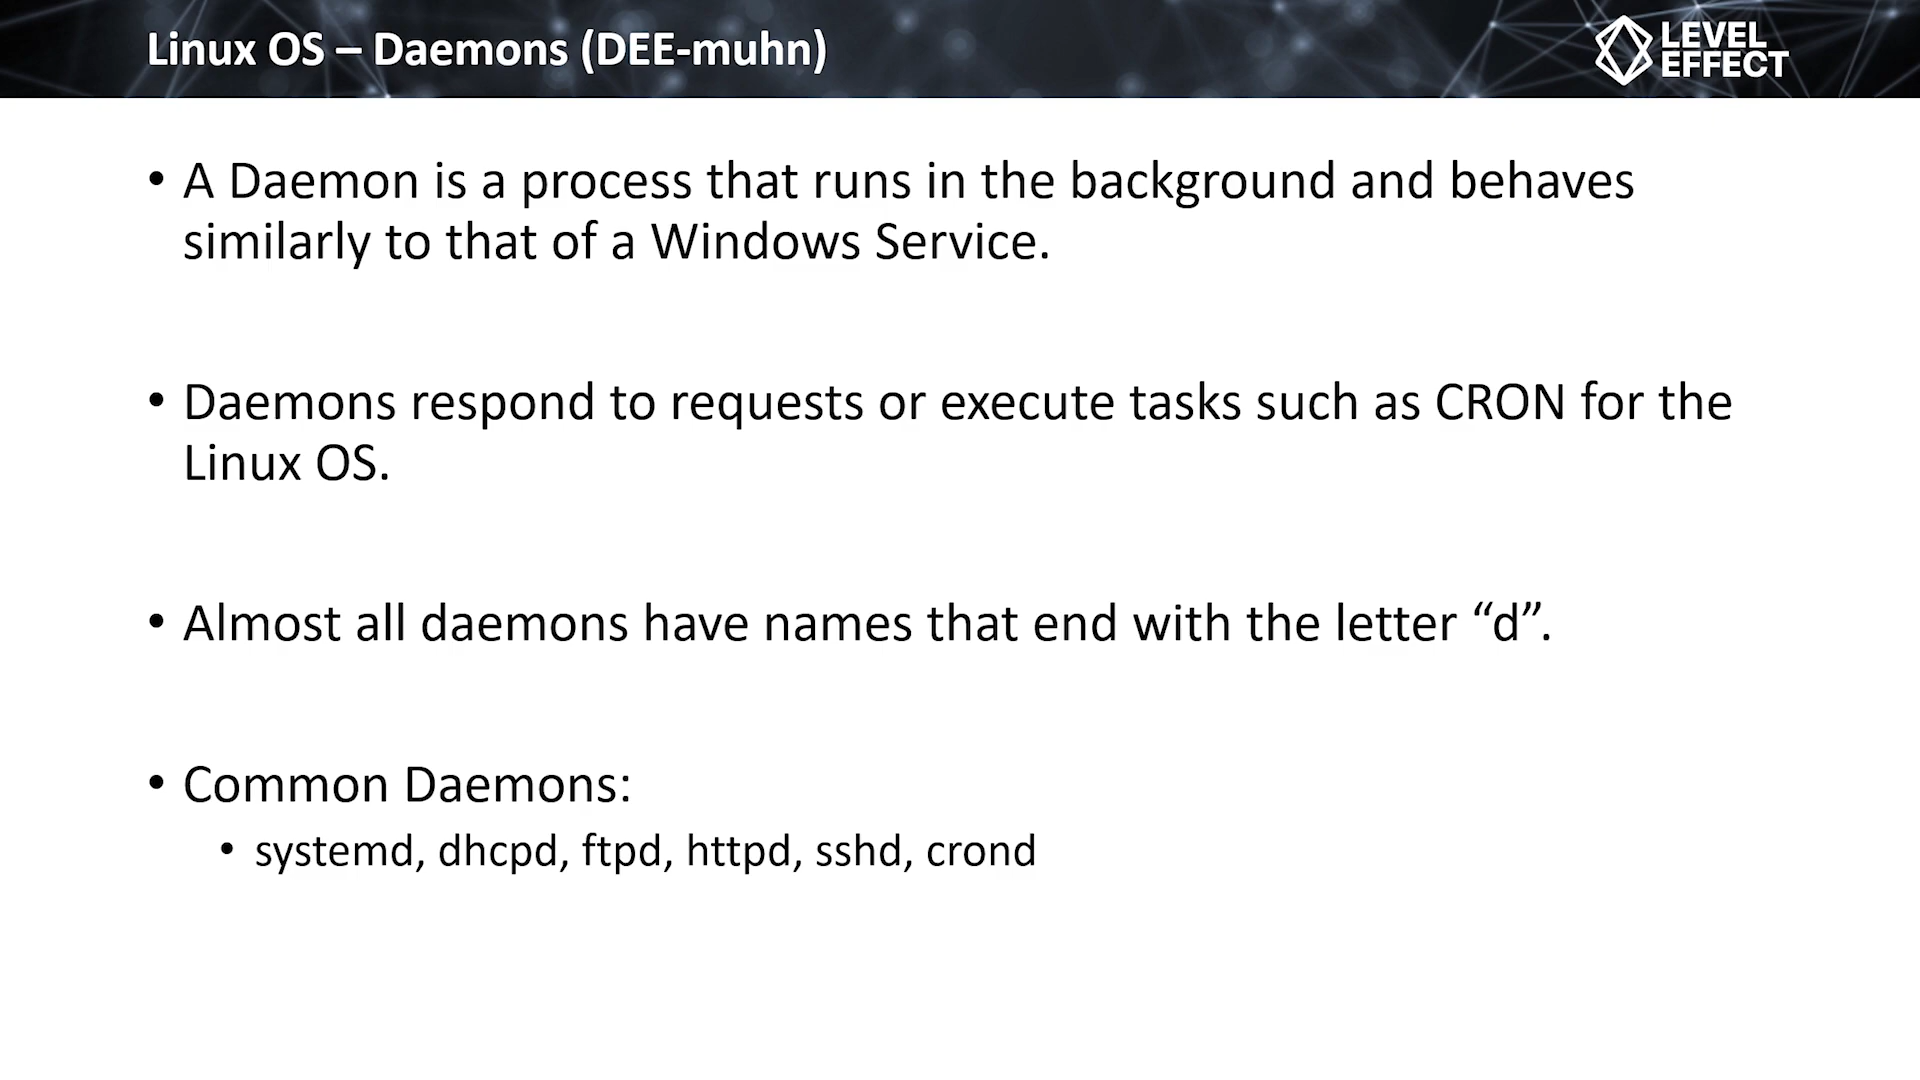 Linux OS – Daemons (DEE-muhn)
LEVEL
EFFECT
• A Daemon is a process that runs in the background and behaves
similarly to that of a Windows Service.
• Daemons respond to requests or execute tasks such as CRON for the
Linux OS.
• Almost all daemons have names that end with the letter “d”.
• Common Daemons:
• systemd, dhcpd, ftpd, httpd, sshd, crond